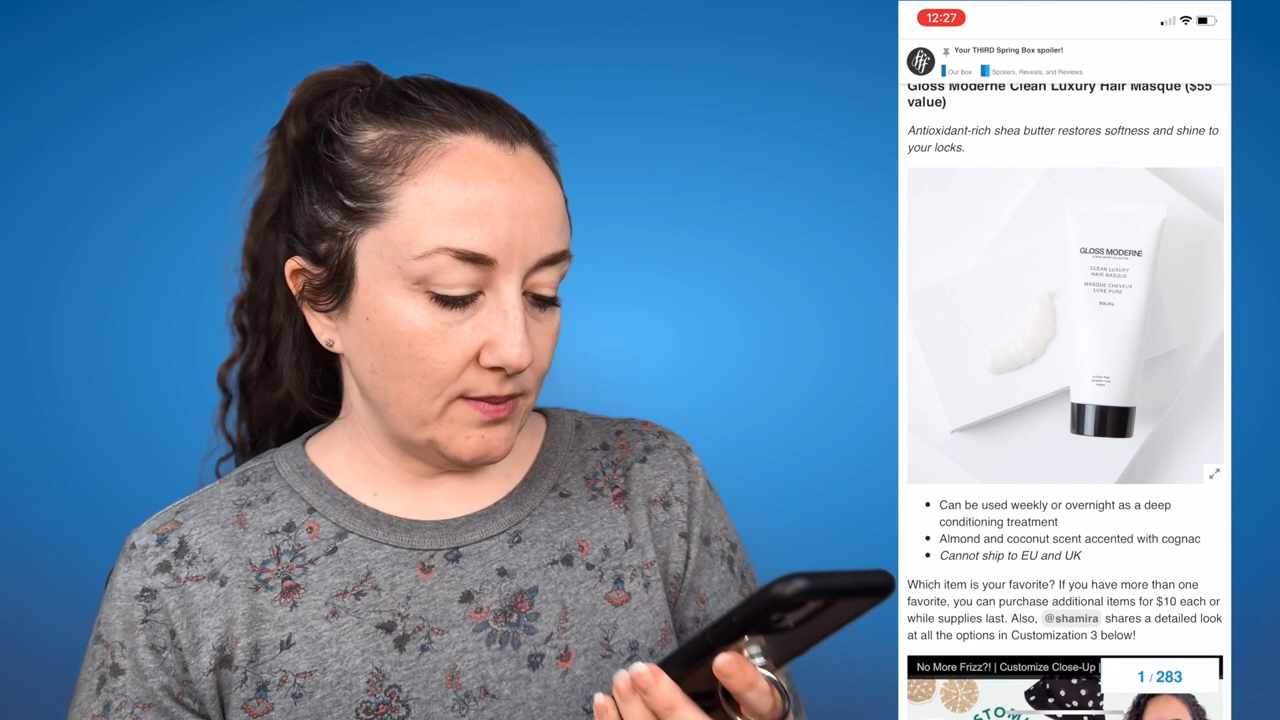 12:27
Your THIRD Spring Box spoiler!
Our Box Spoilers, Reveals, and Reviews
Gloss Moderne Clean Luxury Hair Masque ($55
value)
Antioxidant-rich shea butter restores softness and shine to
your locks.
GLOSS MODERNE
CLEAN LUXURY
HAIR MASQUE
MASQUE CHEVEUX
LUXE PURE
Can be used weekly or overnight as a deep
conditioning treatment
Almond and coconut scent accented with cognac
Cannot ship to EU and UK
Which item is your favorite? If you have more than one
favorite, you can purchase additional items for $10 each or
while supplies last. Also, @shamira shares a detailed look
at all the options in Customization 3 below!
No More Frizz?! | Customize Close-Up |
1 / 283